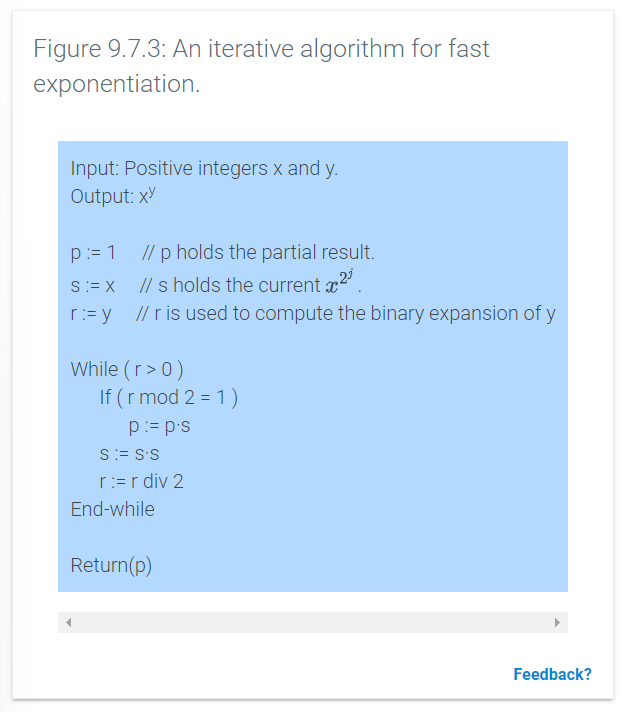 Figure 9.7.3: An iterative algorithm for fast
exponentiation.
Input: Positive integers x and y.
Output: x^y
p := 1 // p holds the partial result.
s := x // s holds the current x^{2^j} .
r := y // r is used to compute the binary expansion of y
While ( r > 0 )
If ( r mod 2 = 1 )
p := p·s
s := s·s
r := r div 2
End-while
Return(p)
Feedback?